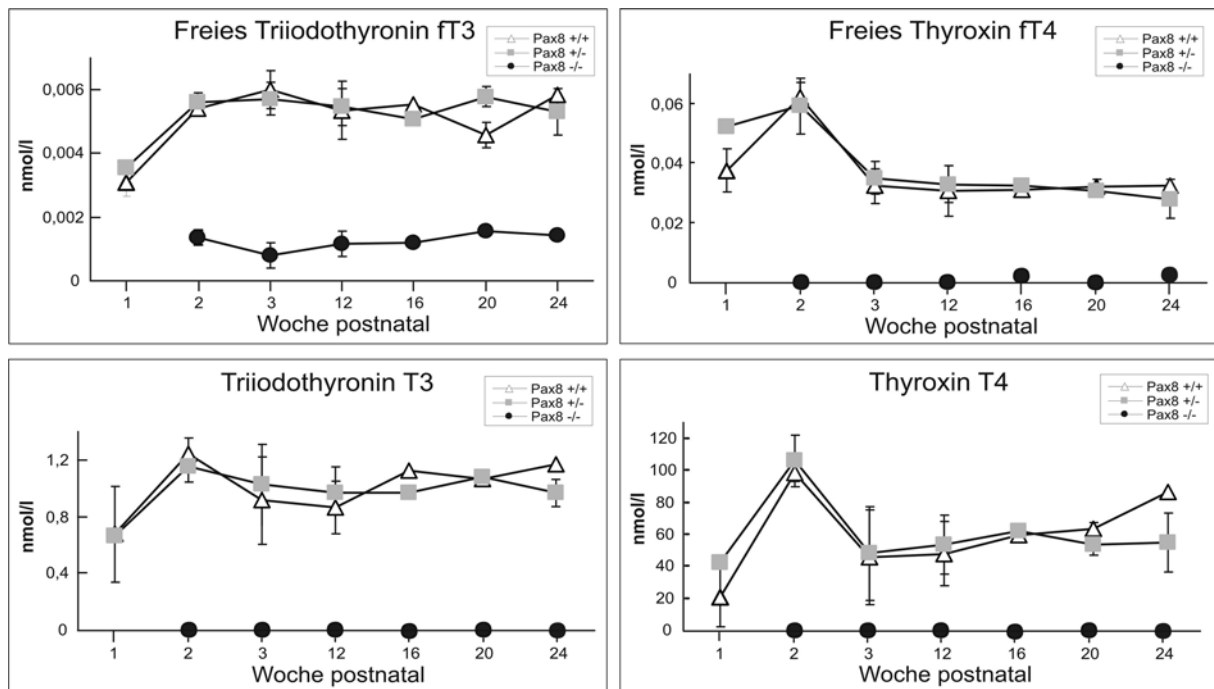 Freies Triiodothyronin fT3
Pax8 +/+
Pax8 +/-
Pax8 -/-
0,006
0,004
0,002
0
nmol/l
1 2 3 12 16 20 24
Woche postnatal
Freies Thyroxin fT4
Pax8 +/+
Pax8 +/-
Pax8 -/-
0,06
0,04
0,02
0
nmol/l
1 2 3 12 16 20 24
Woche postnatal
Triiodothyronin T3
Pax8 +/+
Pax8 +/-
Pax8 -/-
1,2
0,8
0,4
0
nmol/l
1 2 3 12 16 20 24
Woche postnatal
Thyroxin T4
Pax8 +/+
Pax8 +/-
Pax8 -/-
120
100
80
60
40
20
0
nmol/l
1 2 3 12 16 20 24
Woche postnatal